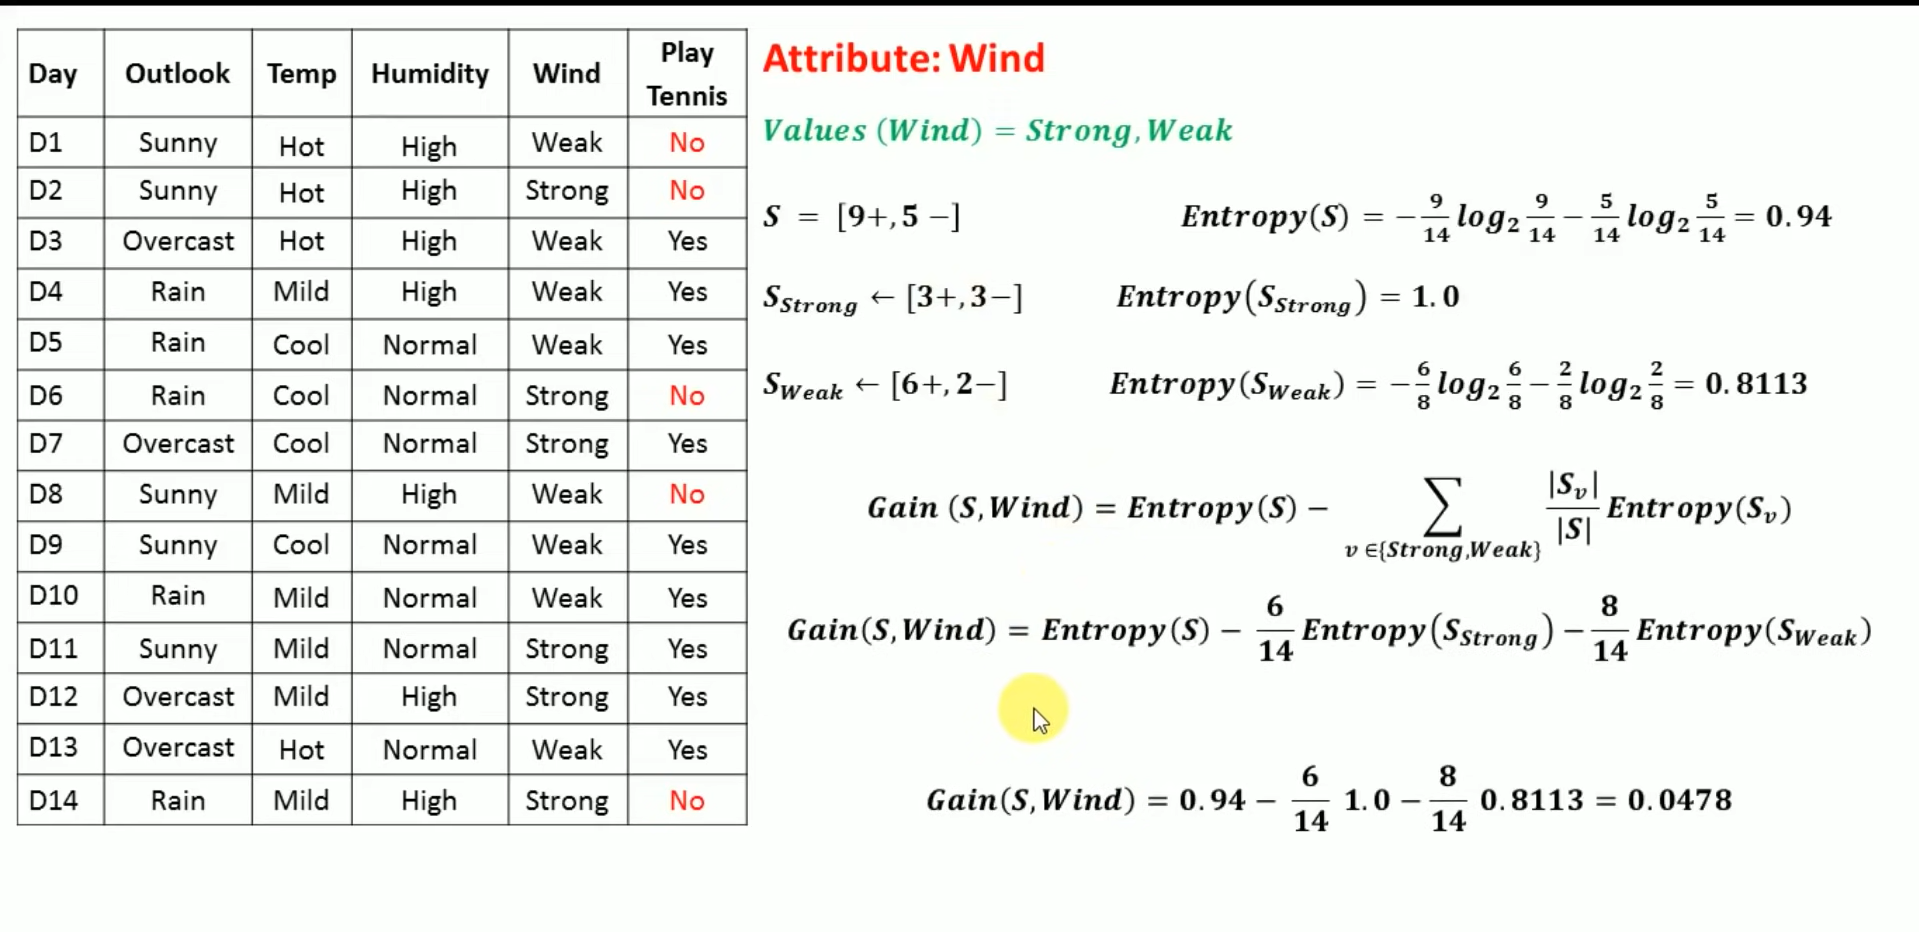 Day Outlook Temp Humidity Wind Play Tennis
D1 Sunny Hot High Weak No
D2 Sunny Hot High Strong No
D3 Overcast Hot High Weak Yes
D4 Rain Mild High Weak Yes
D5 Rain Cool Normal Weak Yes
D6 Rain Cool Normal Strong No
D7 Overcast Cool Normal Strong Yes
D8 Sunny Mild High Weak No
D9 Sunny Cool Normal Weak Yes
D10 Rain Mild Normal Weak Yes
D11 Sunny Mild Normal Strong Yes
D12 Overcast Mild High Strong Yes
D13 Overcast Hot Normal Weak Yes
D14 Rain Mild High Strong No
Attribute: Wind
Values (Wind) = Strong, Weak
S = [9+, 5 −] Entropy(S) = −9/14 log₂ 9/14 − 5/14 log₂ 5/14 = 0.94
S_Strong ← [3+, 3−] Entropy(S_Strong) = 1.0
S_Weak ← [6+, 2−] Entropy(S_Weak) = −6/8 log₂ 6/8 − 2/8 log₂ 2/8 = 0.8113
Gain (S, Wind) = Entropy(S) − ∑ v ∈{Strong,Weak} |S_v|/|S| Entropy(S_v)
Gain(S, Wind) = Entropy(S) − 6/14 Entropy(S_Strong) − 8/14 Entropy(S_Weak)
Gain(S, Wind) = 0.94 − 6/14 1.0 − 8/14 0.8113 = 0.0478